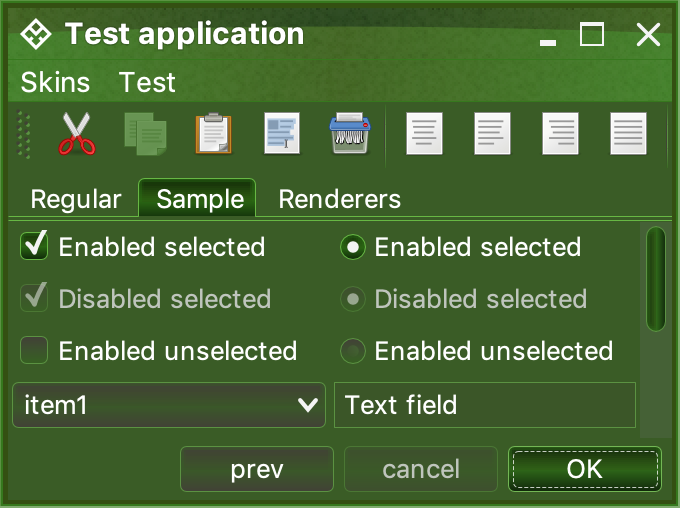 Test application
Skins Test
Regular Sample Renderers
Enabled selected Enabled selected
Disabled selected Disabled selected
Enabled unselected Enabled unselected
item1 Text field
prev cancel OK